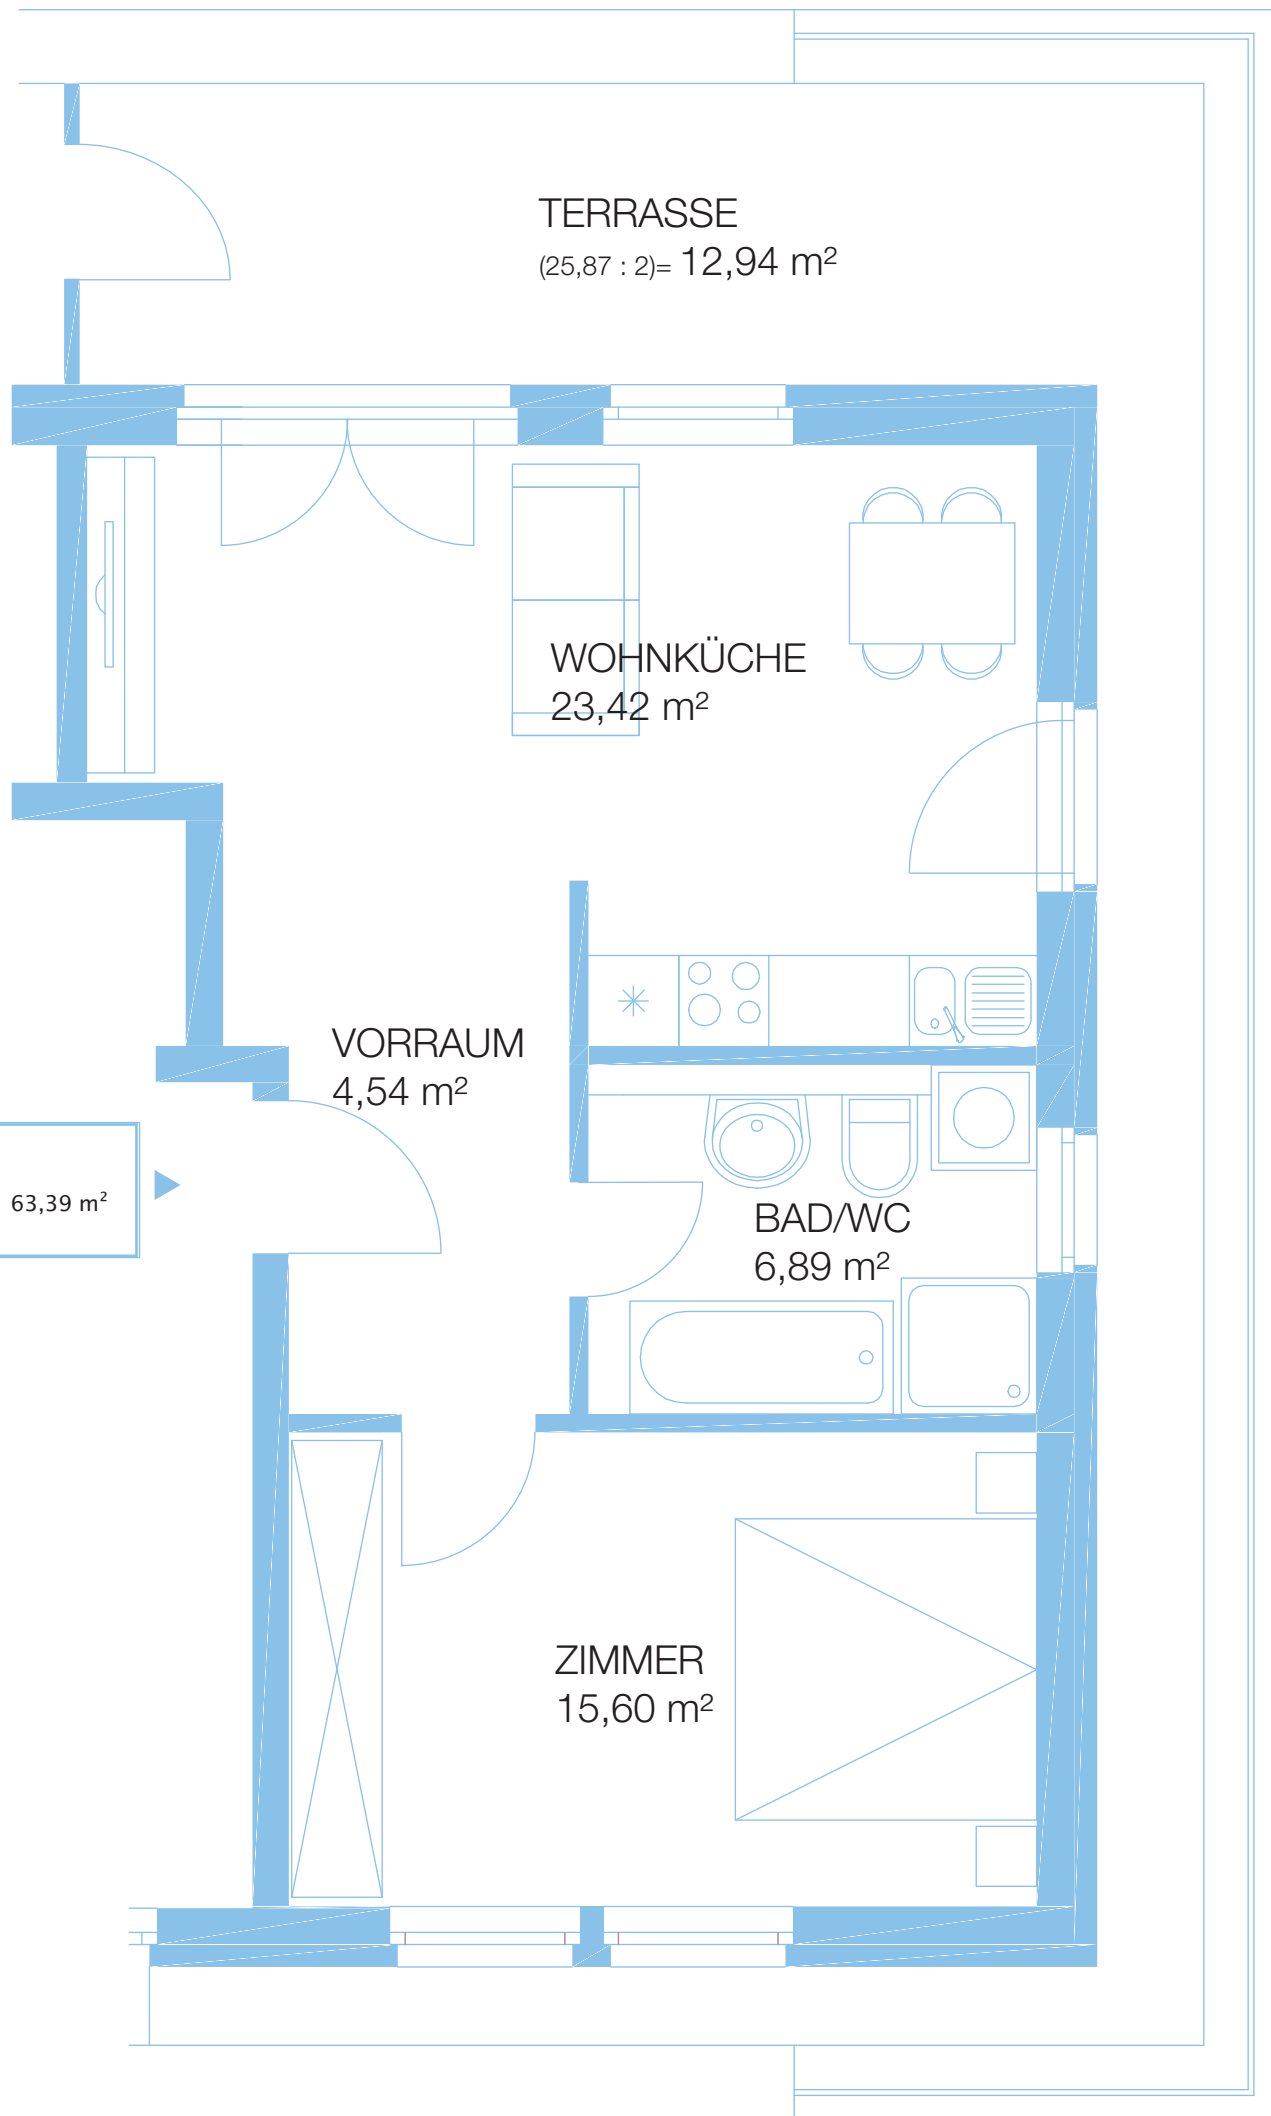 TERRASSE
(25,87 : 2)= 12,94 m²
WOHNKÜCHE
23,42 m²
VORRAUM
4,54 m²
63,39 m²
BAD/WC
6,89 m²
ZIMMER
15,60 m²